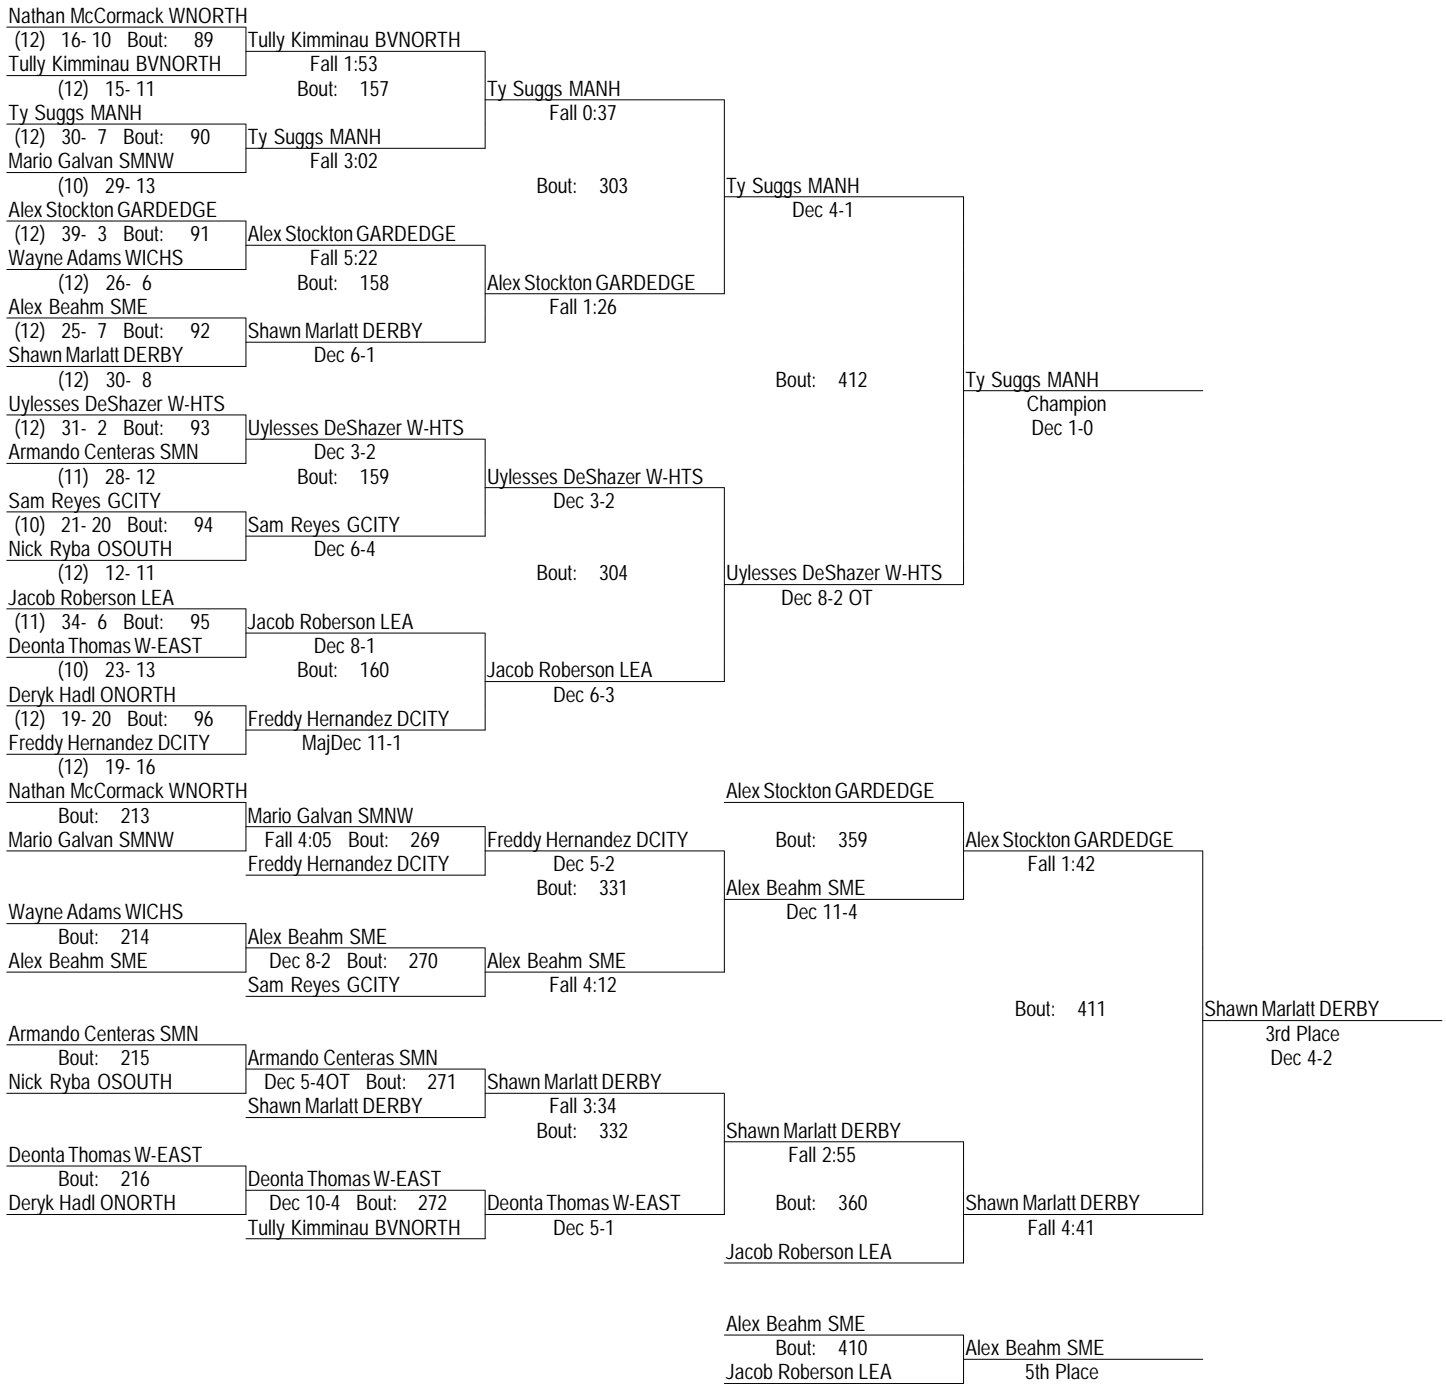 Nathan McCormack WNORTH
(12) 16- 10 Bout: 89 Tully Kimminau BVNORTH
Tully Kimminau BVNORTH Fall 1:53
(12) 15- 11 Bout: 157 Ty Suggs MANH
Ty Suggs MANH Fall 0:37
(12) 30- 7 Bout: 90 Ty Suggs MANH
Mario Galvan SMNW Fall 3:02
(10) 29- 13 Bout: 303 Ty Suggs MANH
Alex Stockton GARDEDGE Dec 4-1
(12) 39- 3 Bout: 91 Alex Stockton GARDEDGE
Wayne Adams WICHS Fall 5:22
(12) 26- 6 Bout: 158 Alex Stockton GARDEDGE
Alex Beahm SME Fall 1:26
(12) 25- 7 Bout: 92 Shawn Marlatt DERBY
Shawn Marlatt DERBY Dec 6-1
(12) 30- 8 Bout: 412 Ty Suggs MANH
Uylesses DeShazer W-HTS Champion
(12) 31- 2 Bout: 93 Uylesses DeShazer W-HTS Dec 1-0
Armando Centeras SMN Dec 3-2
(11) 28- 12 Bout: 159 Uylesses DeShazer W-HTS
Sam Reyes GCITY Dec 3-2
(10) 21- 20 Bout: 94 Sam Reyes GCITY
Nick Ryba OSOUTH Dec 6-4
(12) 12- 11 Bout: 304 Uylesses DeShazer W-HTS
Jacob Roberson LEA Dec 8-2 OT
(11) 34- 6 Bout: 95 Jacob Roberson LEA
Deonta Thomas W-EAST Dec 8-1
(10) 23- 13 Bout: 160 Jacob Roberson LEA
Deryk Hadl ONORTH Dec 6-3
(12) 19- 20 Bout: 96 Freddy Hernandez DCITY
Freddy Hernandez DCITY MajDec 11-1
(12) 19- 16
Nathan McCormack WNORTH Alex Stockton GARDEDGE
Bout: 213 Mario Galvan SMNW
Mario Galvan SMNW Fall 4:05 Bout: 269 Freddy Hernandez DCITY Bout: 359 Alex Stockton GARDEDGE
Freddy Hernandez DCITY Dec 5-2 Fall 1:42
Bout: 331 Alex Beahm SME
Wayne Adams WICHS Dec 11-4
Bout: 214 Alex Beahm SME
Alex Beahm SME Dec 8-2 Bout: 270 Alex Beahm SME
Sam Reyes GCITY Fall 4:12
Bout: 411 Shawn Marlatt DERBY
Armando Centeras SMN 3rd Place
Bout: 215 Armando Centeras SMN Dec 4-2
Nick Ryba OSOUTH Dec 5-4OT Bout: 271 Shawn Marlatt DERBY
Shawn Marlatt DERBY Fall 3:34
Bout: 332 Shawn Marlatt DERBY
Deonta Thomas W-EAST Fall 2:55
Bout: 216 Deonta Thomas W-EAST
Deryk Hadl ONORTH Dec 10-4 Bout: 272 Deonta Thomas W-EAST Bout: 360 Shawn Marlatt DERBY
Tully Kimminau BVNORTH Dec 5-1 Fall 4:41
Jacob Roberson LEA
Alex Beahm SME
Bout: 410 Alex Beahm SME
Jacob Roberson LEA 5th Place